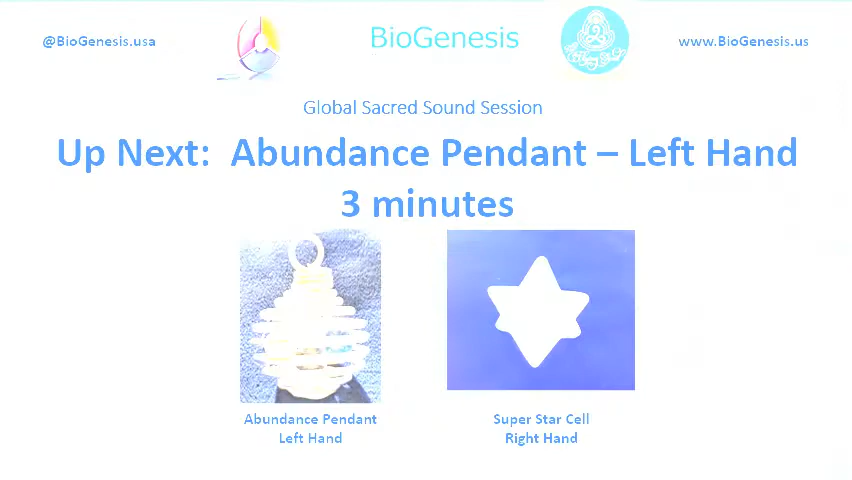 @BioGenesis.usa
BioGenesis
www.BioGenesis.us
Global Sacred Sound Session
Up Next: Abundance Pendant – Left Hand
3 minutes
Abundance Pendant
Left Hand
Super Star Cell
Right Hand